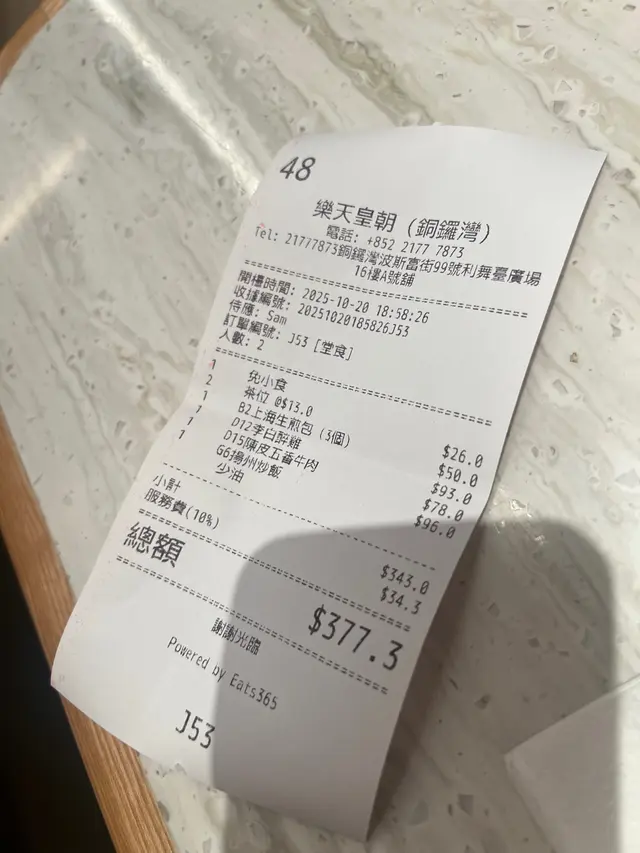 48
樂天皇朝 (銅鑼灣)
電話: +852 2177 7873
Tel: 21777873銅鑼灣波斯富街99號利舞臺廣場
16樓A號舖
開檯時間: 2025-10-20 18:58:26
收據編號: 20251020185826J53
侍應: Sam
訂單編號: J53 [堂食]
人數: 2
1 免小食
2 茶位 @$13.0 $26.0
1 B2上海生煎包 (3個) $50.0
1 D12李白醉雞 $93.0
1 D15陳皮五香牛肉 $78.0
1 G6揚州炒飯 $96.0
少油
小計 $343.0
服務費(10%) $34.3
總額 $377.3
謝謝光臨
Powered by Eats365
J53